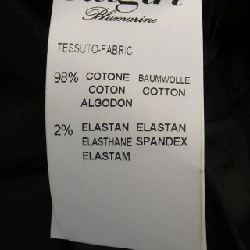 Blumarine
TESSUTO-FABRIC
98% COTONE BAUMWOLLE
COTON COTTON
ALGODON
2% ELASTAN ELASTAN
ELASTHANE SPANDEX
ELASTAM